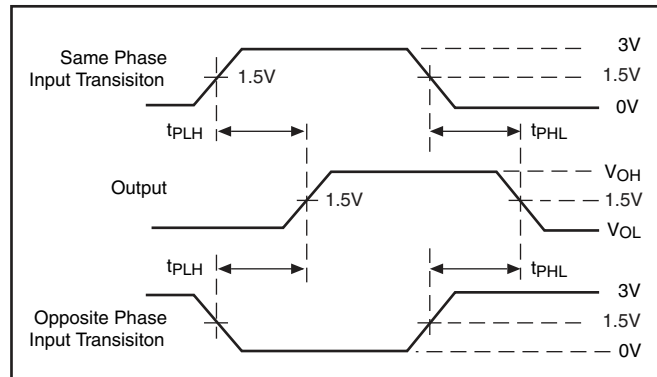 Same Phase
Input Transisiton
1.5V
3V
1.5V
0V
tPLH
tPHL
Output
1.5V
VOH
1.5V
VOL
tPLH
tPHL
Opposite Phase
Input Transisiton
3V
1.5V
0V